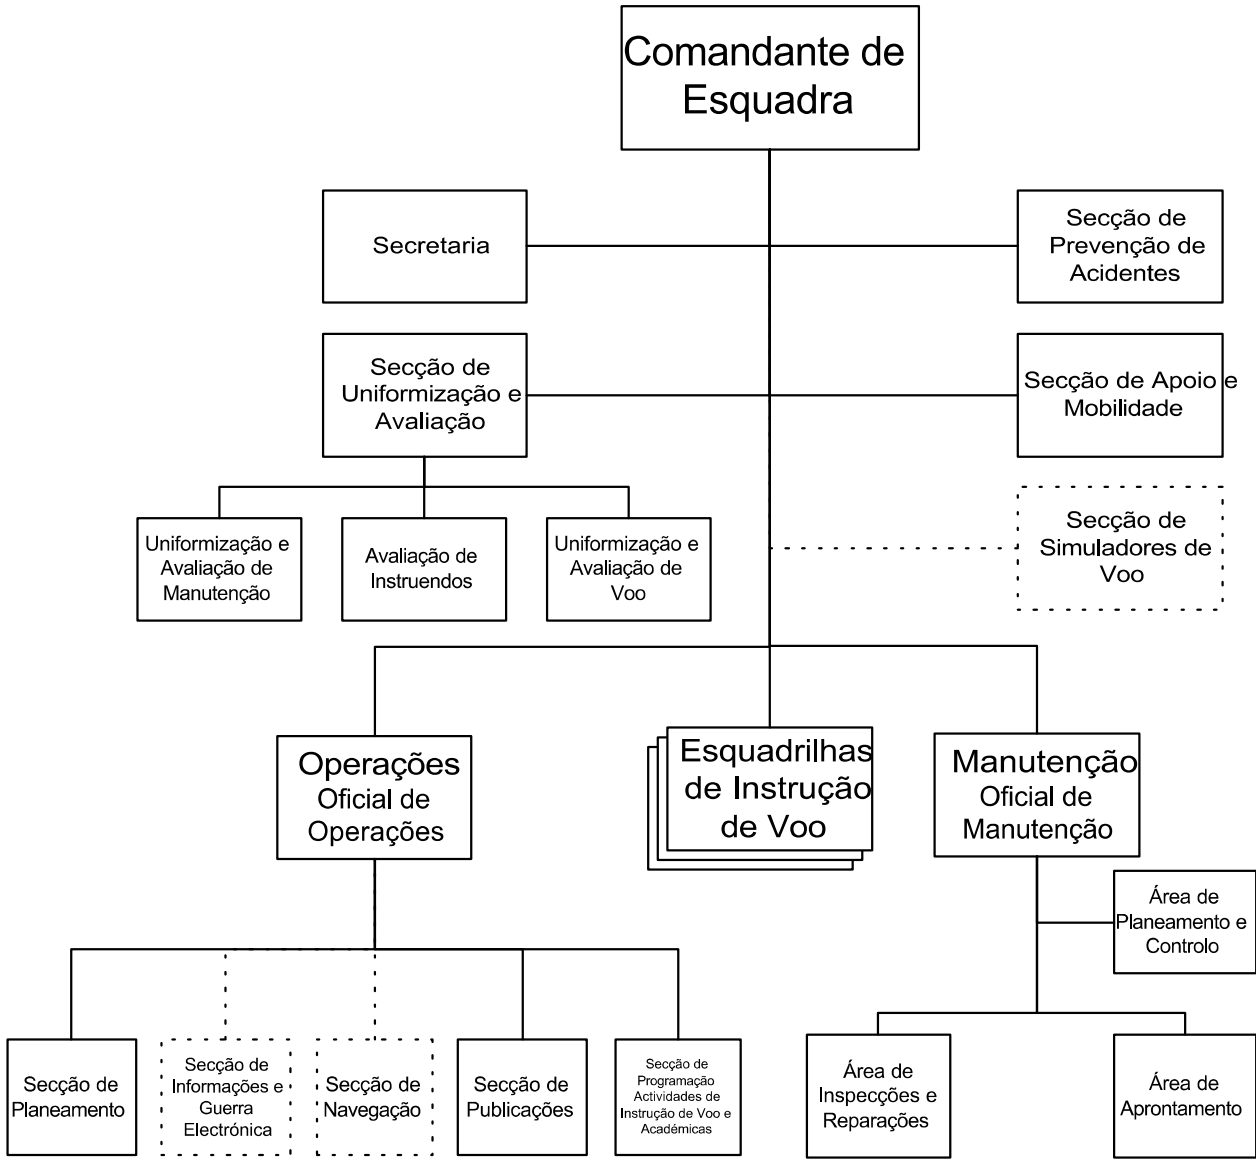 Comandante de
Esquadra
Secretaria
Secção de
Prevenção de
Acidentes
Secção de
Uniformização e
Avaliação
Secção de Apoio e
Mobilidade
Uniformização e
Avaliação de
Manutenção
Avaliação de
Instruendos
Uniformização e
Avaliação de
Voo
Secção de
Simuladores de
Voo
Operações
Oficial de
Operações
Esquadrilhas
de Instrução
de Voo
Manutenção
Oficial de
Manutenção
Área de
Planeamento e
Controlo
Secção de
Planeamento
Secção de
Informações e
Guerra
Electrónica
Secção de
Navegação
Secção de
Publicações
Secção de
Programação
Actividades de
Instrução de Voo e
Académicas
Área de
Inspecções e
Reparações
Área de
Aprontamento